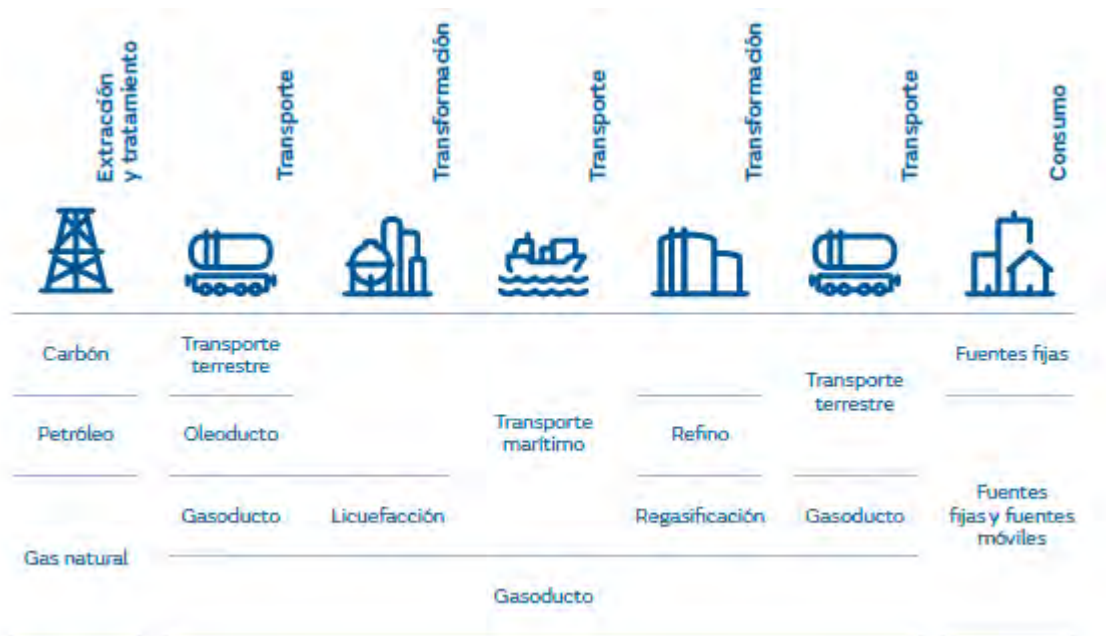 Extracción
y tratamiento
Transporte
Transformación
Transporte
Transformación
Transporte
Consumo
Carbón
Transporte
terrestre
Fuentes fijas
Transporte
terrestre
Petróleo
Oleoducto
Transporte
marítimo
Refino
Gasoducto
Licuefacción
Regasificación
Gasoducto
Fuentes
fijas y fuentes
móviles
Gas natural
Gasoducto